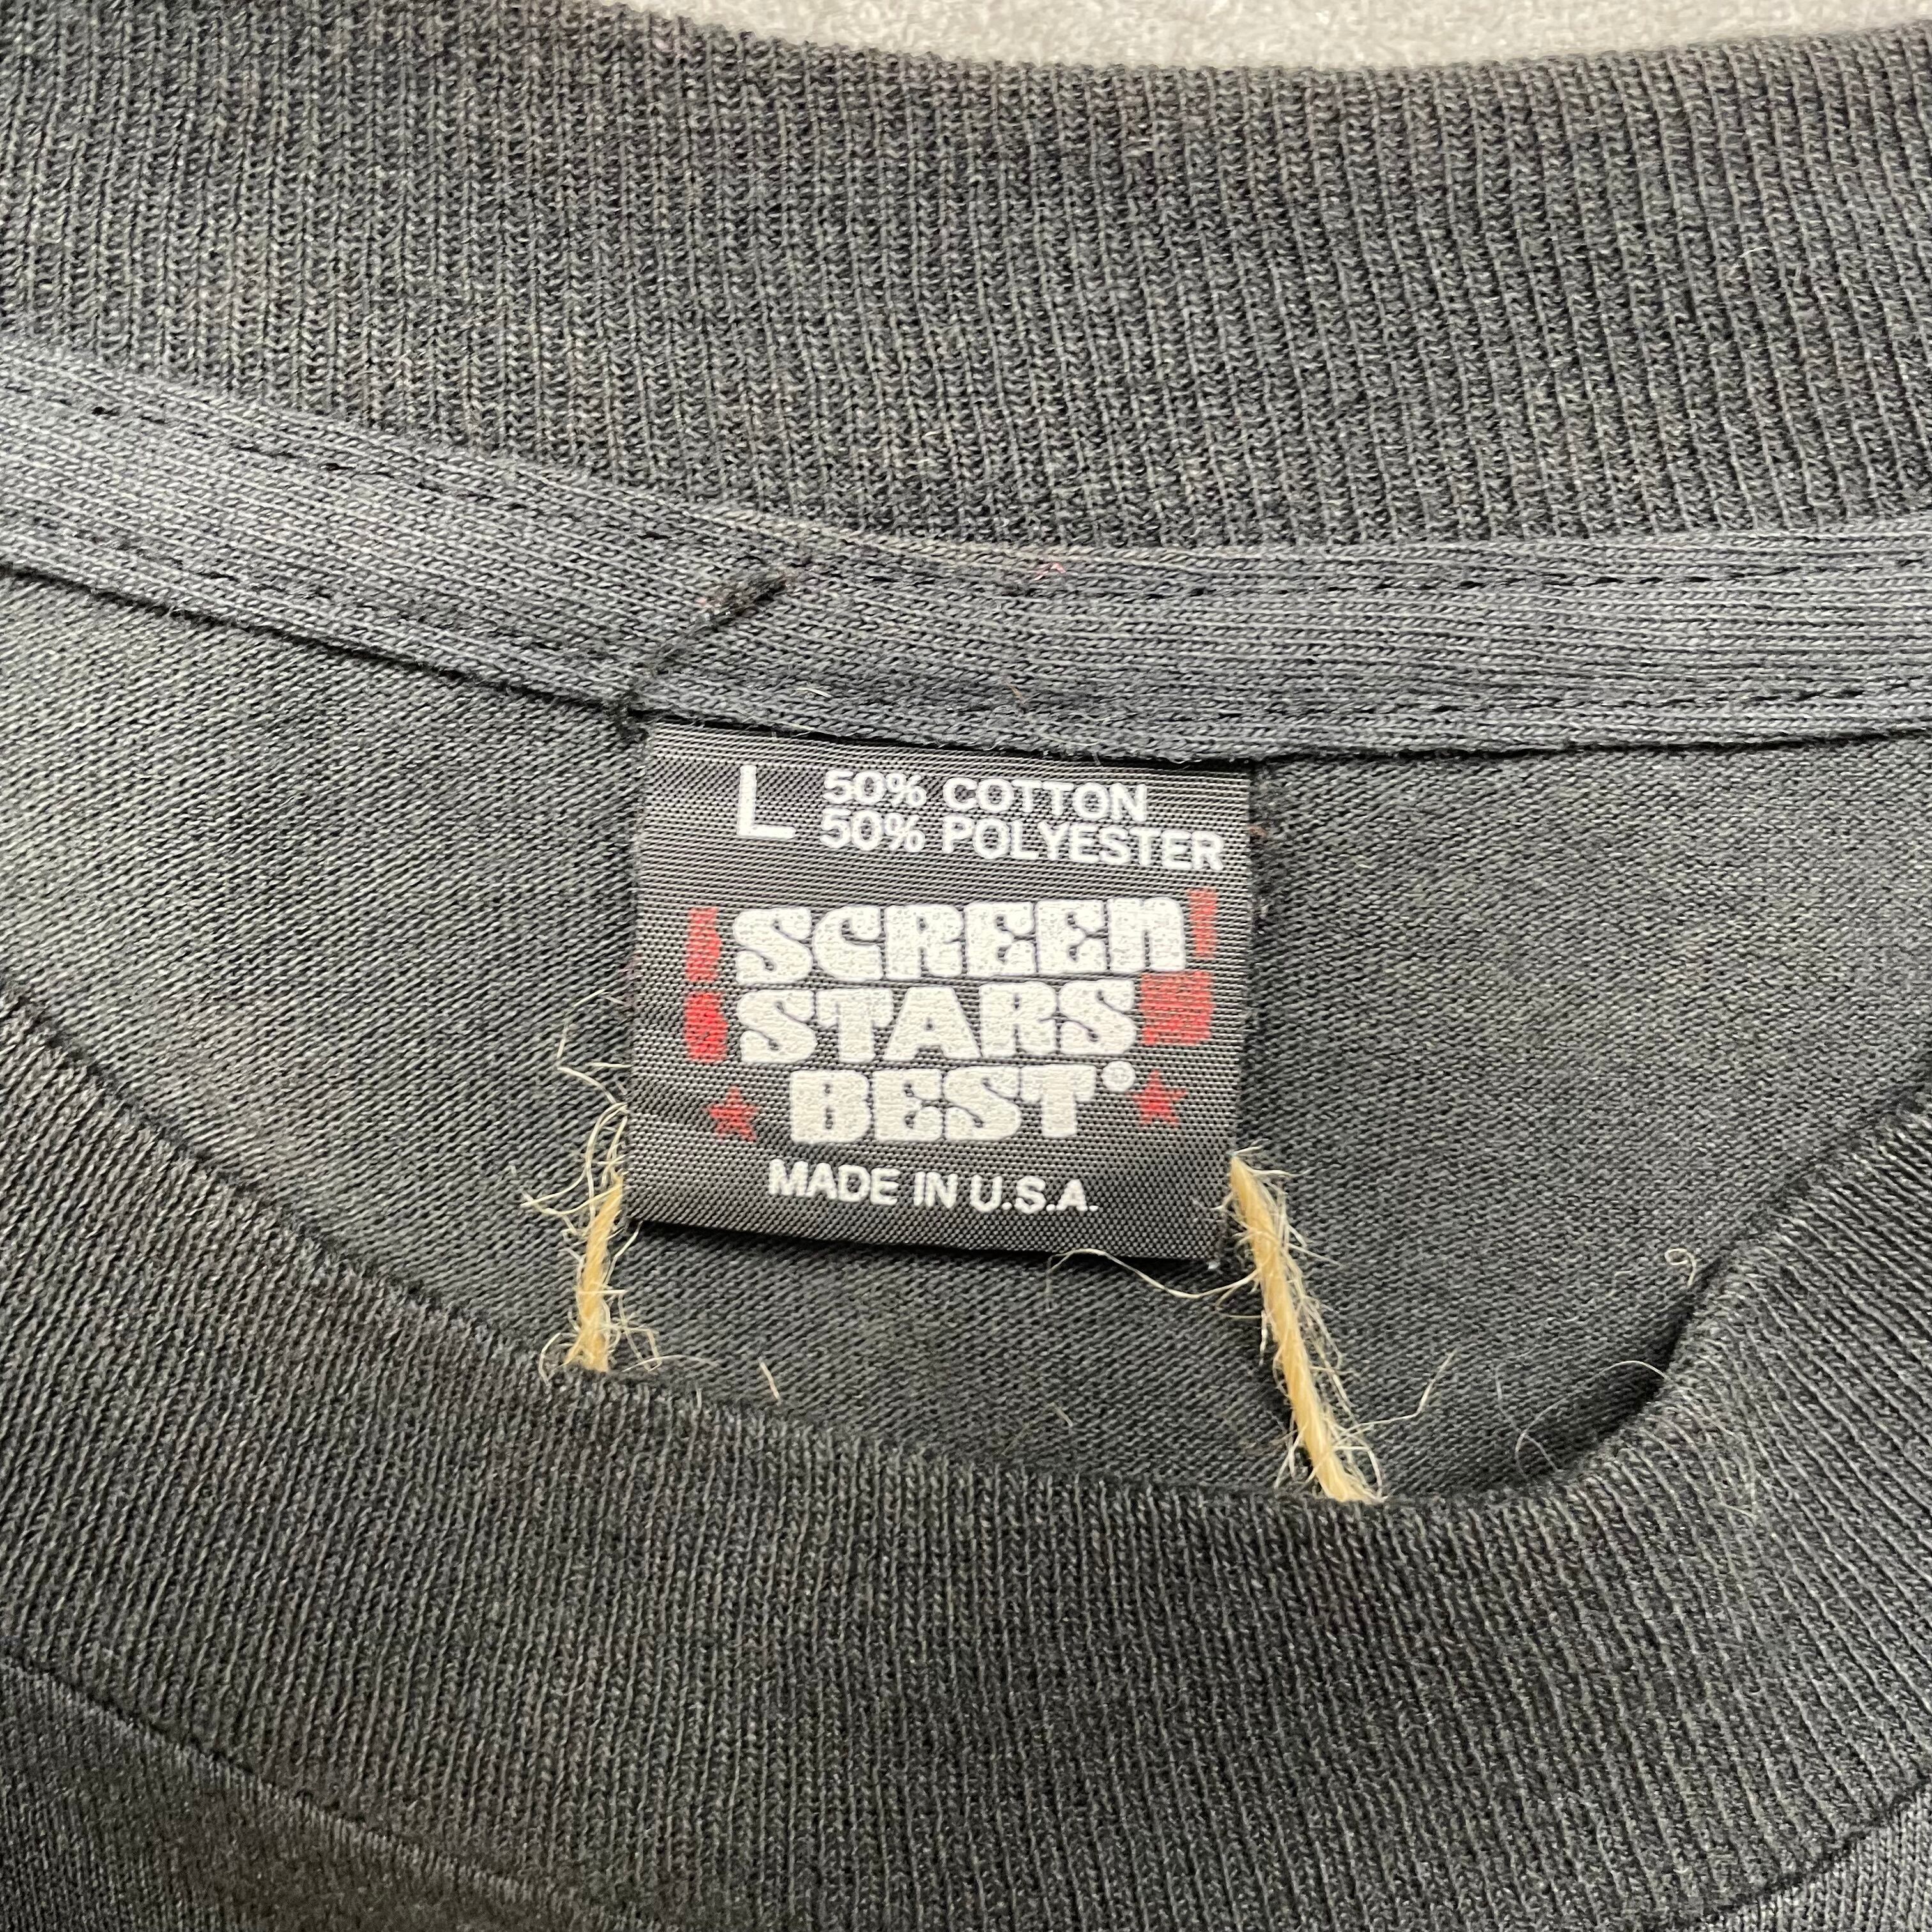 L 50% COTTON
50% POLYESTER
SCREEN
STARS
BEST®
MADE IN U.S.A.